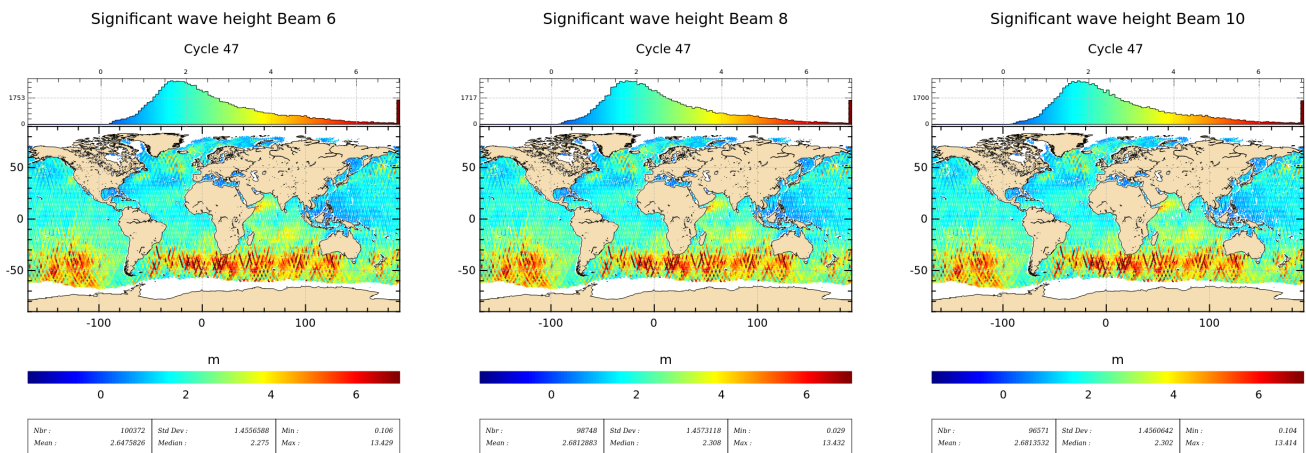 Significant wave height Beam 6
Cycle 47
0 2 4 6
1753
50
0
-50
-100 0 100
m
0 2 4 6
Nbr : 100372 Std Dev : 1.4556588 Min : 0.106
Mean : 2.6475826 Median : 2.275 Max : 13.429
Significant wave height Beam 8
Cycle 47
0 2 4 6
1717
0
50
0
-50
-100 0 100
m
0 2 4 6
Nbr : 98748 Std Dev : 1.4573118 Min : 0.029
Mean : 2.6812883 Median : 2.308 Max : 13.432
Significant wave height Beam 10
Cycle 47
0 2 4 6
1700
0
50
0
-50
-100 0 100
m
0 2 4 6
Nbr : 96571 Std Dev : 1.4560642 Min : 0.104
Mean : 2.6813532 Median : 2.302 Max : 13.414